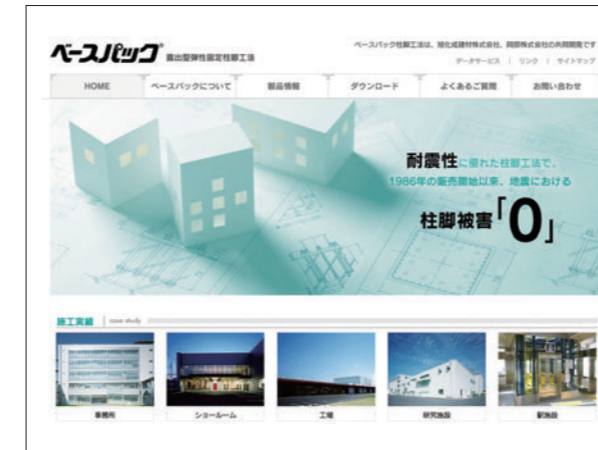 ベースパック 露出型弾性固定柱脚工法
ベースパック柱脚工法は、旭化成建材株式会社、岡部株式会社の共同開発です
データサービス | リンク | サイトマップ
HOME ベースパックについて 製品情報 ダウンロード よくあるご質問 お問い合わせ
耐震性に優れた柱脚工法で、
1986年の販売開始以来、地震における
柱脚被害「0」
施工実績 case study
事務所 ショールーム 工場 研究施設 駅施設